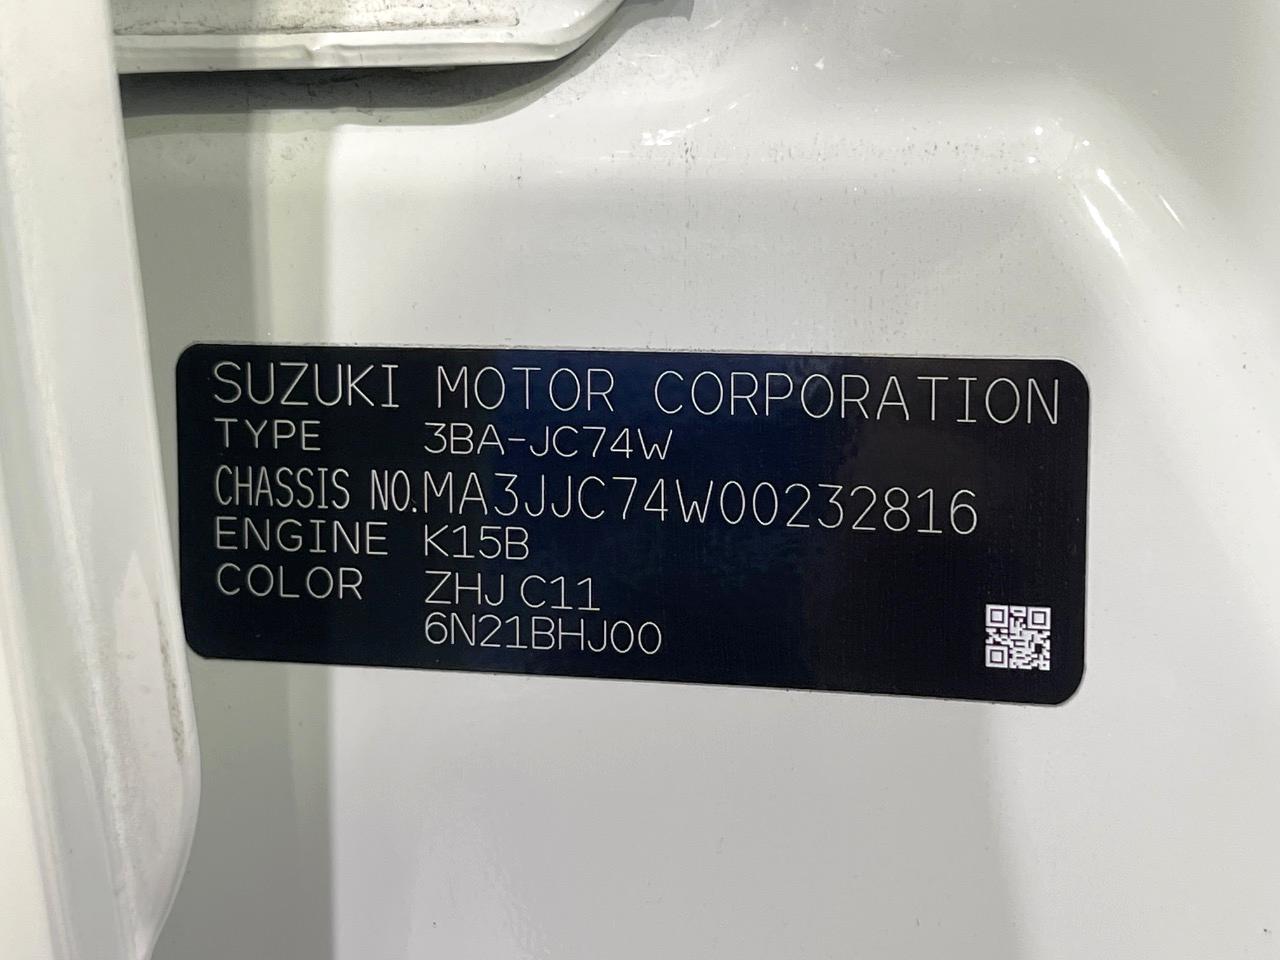 SUZUKI MOTOR CORPORATION
TYPE 3BA-JC74W
CHASSIS NO. MA3JJC74W00232816
ENGINE K15B
COLOR ZHJ C11
6N21BHJ00